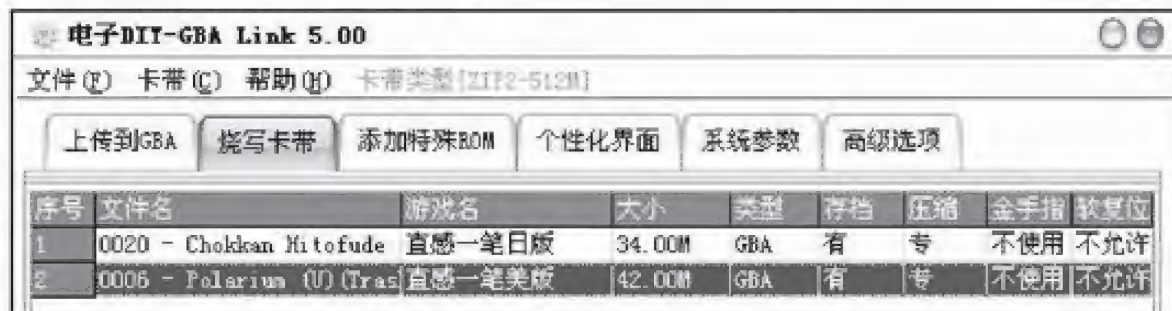 电子DIY-GBA Link 5.00
文件(F) 卡带(C) 帮助(H) 卡带类型[ZIP2-512M]
上传到GBA 烧写卡带 添加特殊ROM 个性化界面 系统参数 高级选项
序号 文件名 游戏名 大小 类型 存档 压缩 金手指 软复位
1 0020 - Chokkan Hitofude 直感一笔日版 34.00M GBA 有 专 不使用 不允许
2 0006 - Polarium (U)(Tras 直感一笔美版 42.00M GBA 有 专 不使用 不允许